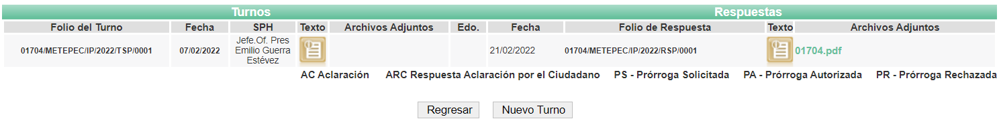 Turnos Respuestas
Folio del Turno Fecha SPH Texto Archivos Adjuntos Edo. Fecha Folio de Respuesta Texto Archivos Adjuntos
01704/METEPEC/IP/2022/TSP/0001 07/02/2022 Jefe.Of. Pres
Emilio Guerra
Estévez
21/02/2022 01704/METEPEC/IP/2022/RSP/0001 01704.pdf
AC Aclaración ARC Respuesta Aclaración por el Ciudadano PS - Prórroga Solicitada PA - Prórroga Autorizada PR - Prórroga Rechazada
Regresar Nuevo Turno